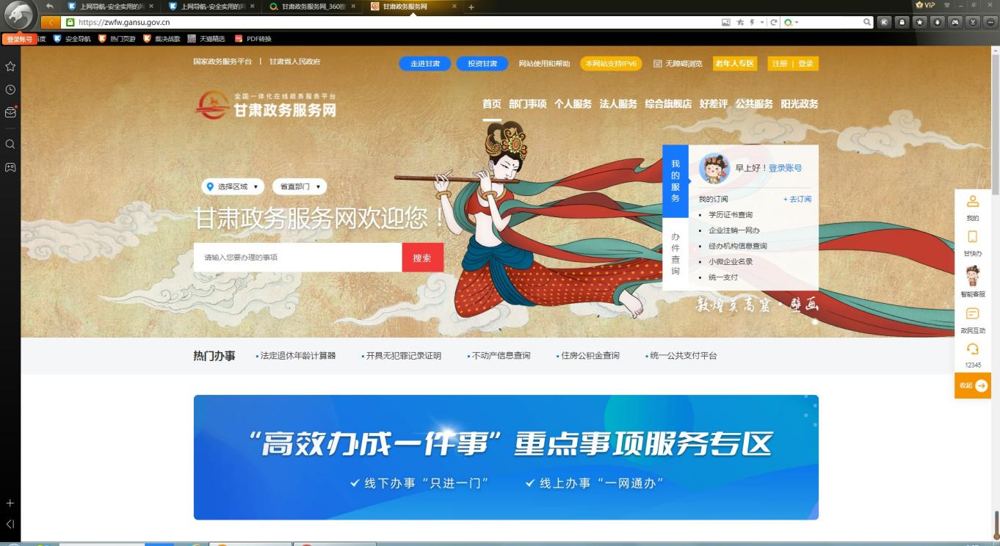 上网导航-安全实用的网
上网导航-安全实用的网
甘肃政务服务网_360搜
甘肃政务服务网
VIP
https://zwfw.gansu.gov.cn
登录账号
度
安全导航
热门页游
裁决战歌
天猫精选
PDF转换
国家政务服务平台 | 甘肃省人民政府
走进甘肃
投资甘肃
网站使用和帮助
本网站支持IPv6
无障碍浏览
老年人专区
注册 | 登录
全国一体化在线政务服务平台
甘肃政务服务网
首页 部门事项 个人服务 法人服务 综合旗舰店 好差评 公共服务 阳光政务
选择区域
省直部门
甘肃政务服务网欢迎您！
请输入您要办理的事项
搜索
我的服务
办件查询
早上好！登录账号
我的订阅
+ 去订阅
学历证书查询
企业注销一网办
经办机构信息查询
小微企业名录
统一支付
敦煌莫高窟·壁画
我的
甘快办
智能客服
政民互动
12345
收起
热门办事
法定退休年龄计算器
开具无犯罪记录证明
不动产信息查询
住房公积金查询
统一公共支付平台
“高效办成一件事”重点事项服务专区
线下办事“只进一门”
线上办事“一网通办”